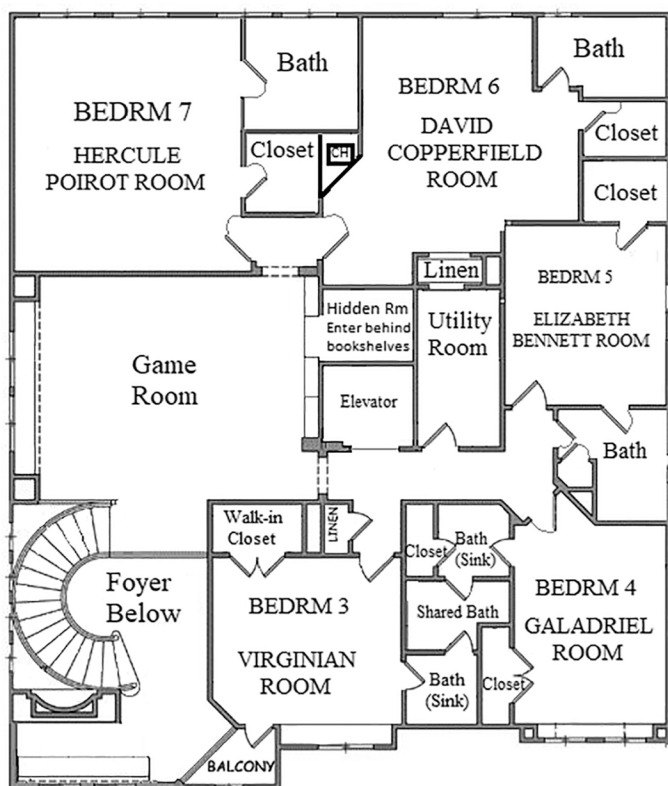 BEDRM 7
HERCULE
POIROT ROOM
Bath
Closet
CH
BEDRM 6
DAVID
COPPERFIELD
ROOM
Bath
Closet
Closet
Linen
BEDRM 5
ELIZABETH
BENNETT ROOM
Game
Room
Hidden Rm
Enter behind
bookshelves
Utility
Room
Elevator
Bath
Walk-in
Closet
LINEN
Closet
Bath
(Sink)
Foyer
Below
BEDRM 3
VIRGINIAN
ROOM
Shared Bath
BEDRM 4
GALADRIEL
ROOM
Bath
(Sink)
Closet
BALCONY